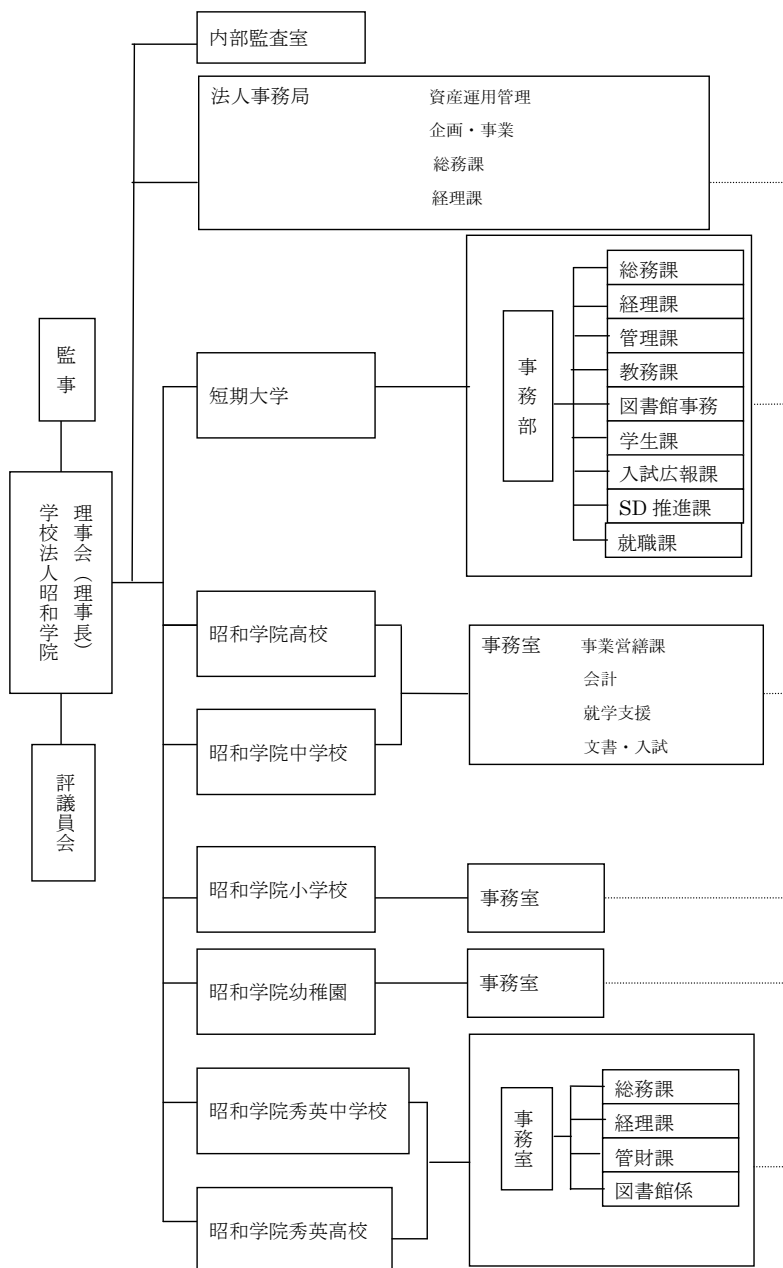 内部監査室
法人事務局
資産運用管理
企画・事業
総務課
経理課
監事
学校法人昭和学院
理事会（理事長）
評議員会
短期大学
事務部
総務課
経理課
管理課
教務課
図書館事務
学生課
入試広報課
SD 推進課
就職課
昭和学院高校
昭和学院中学校
事務室
事業営繕課
会計
就学支援
文書・入試
昭和学院小学校
事務室
昭和学院幼稚園
事務室
昭和学院秀英中学校
昭和学院秀英高校
事務室
総務課
経理課
管財課
図書館係